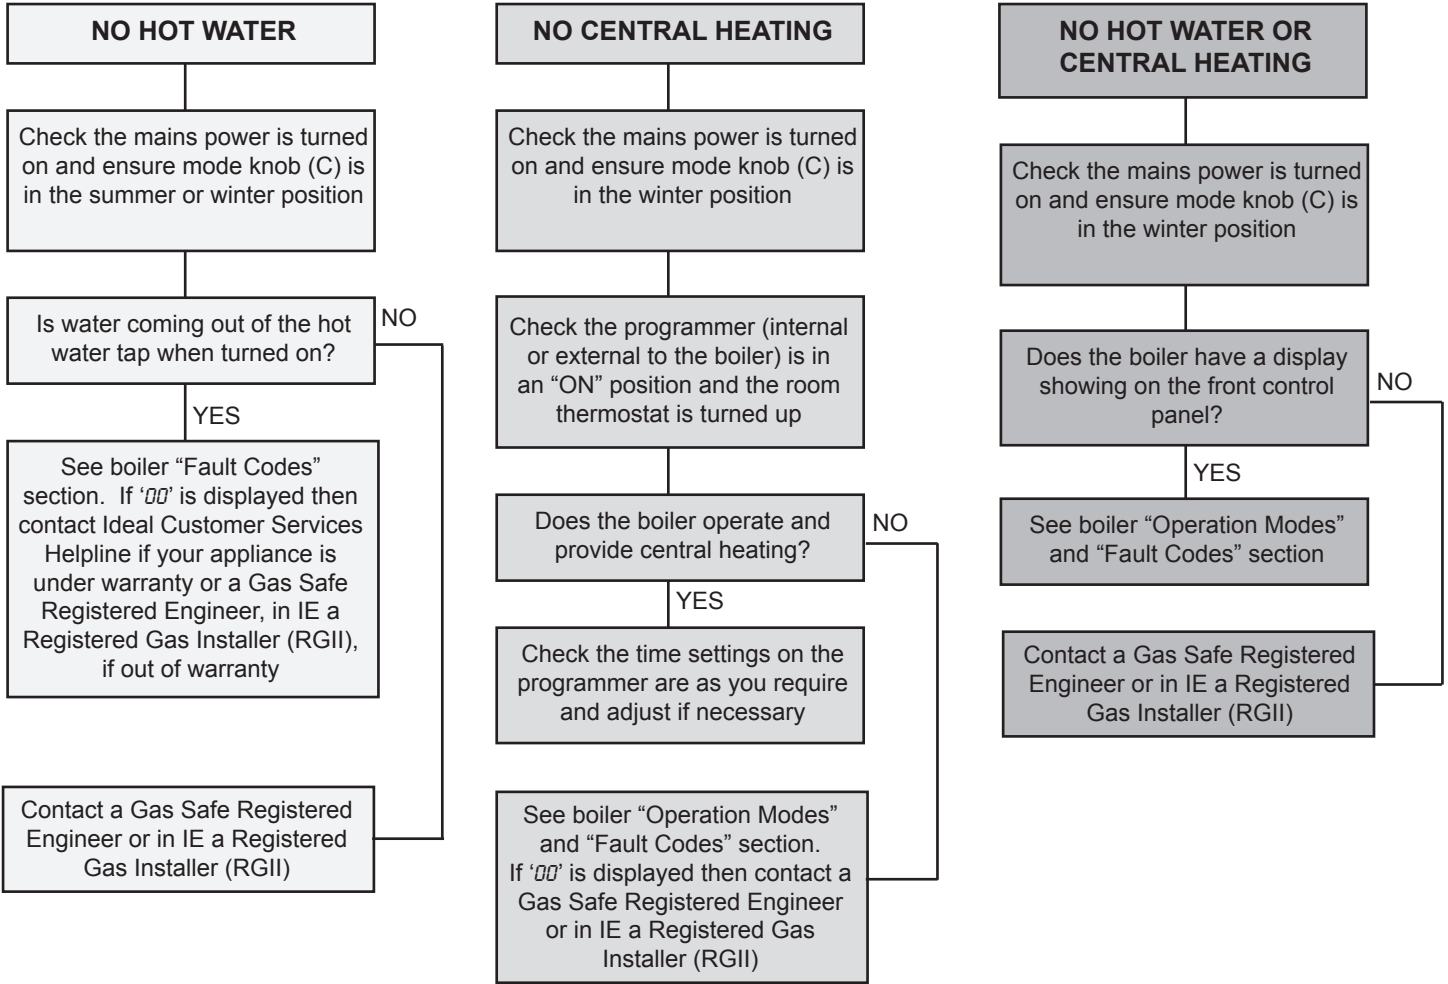 NO HOT WATER
Check the mains power is turned
on and ensure mode knob (C) is
in the summer or winter position
Is water coming out of the hot
water tap when turned on?
NO
YES
See boiler “Fault Codes”
section. If ‘00’ is displayed then
contact Ideal Customer Services
Helpline if your appliance is
under warranty or a Gas Safe
Registered Engineer, in IE a
Registered Gas Installer (RGII),
if out of warranty
Contact a Gas Safe Registered
Engineer or in IE a Registered
Gas Installer (RGII)
NO CENTRAL HEATING
Check the mains power is turned
on and ensure mode knob (C) is
in the winter position
Check the programmer (internal
or external to the boiler) is in
an “ON” position and the room
thermostat is turned up
Does the boiler operate and
provide central heating?
NO
YES
Check the time settings on the
programmer are as you require
and adjust if necessary
See boiler “Operation Modes”
and “Fault Codes” section.
If ‘00’ is displayed then contact a
Gas Safe Registered Engineer
or in IE a Registered Gas
Installer (RGII)
NO HOT WATER OR
CENTRAL HEATING
Check the mains power is turned
on and ensure mode knob (C) is
in the winter position
Does the boiler have a display
showing on the front control
panel?
NO
YES
See boiler “Operation Modes”
and “Fault Codes” section
Contact a Gas Safe Registered
Engineer or in IE a Registered
Gas Installer (RGII)